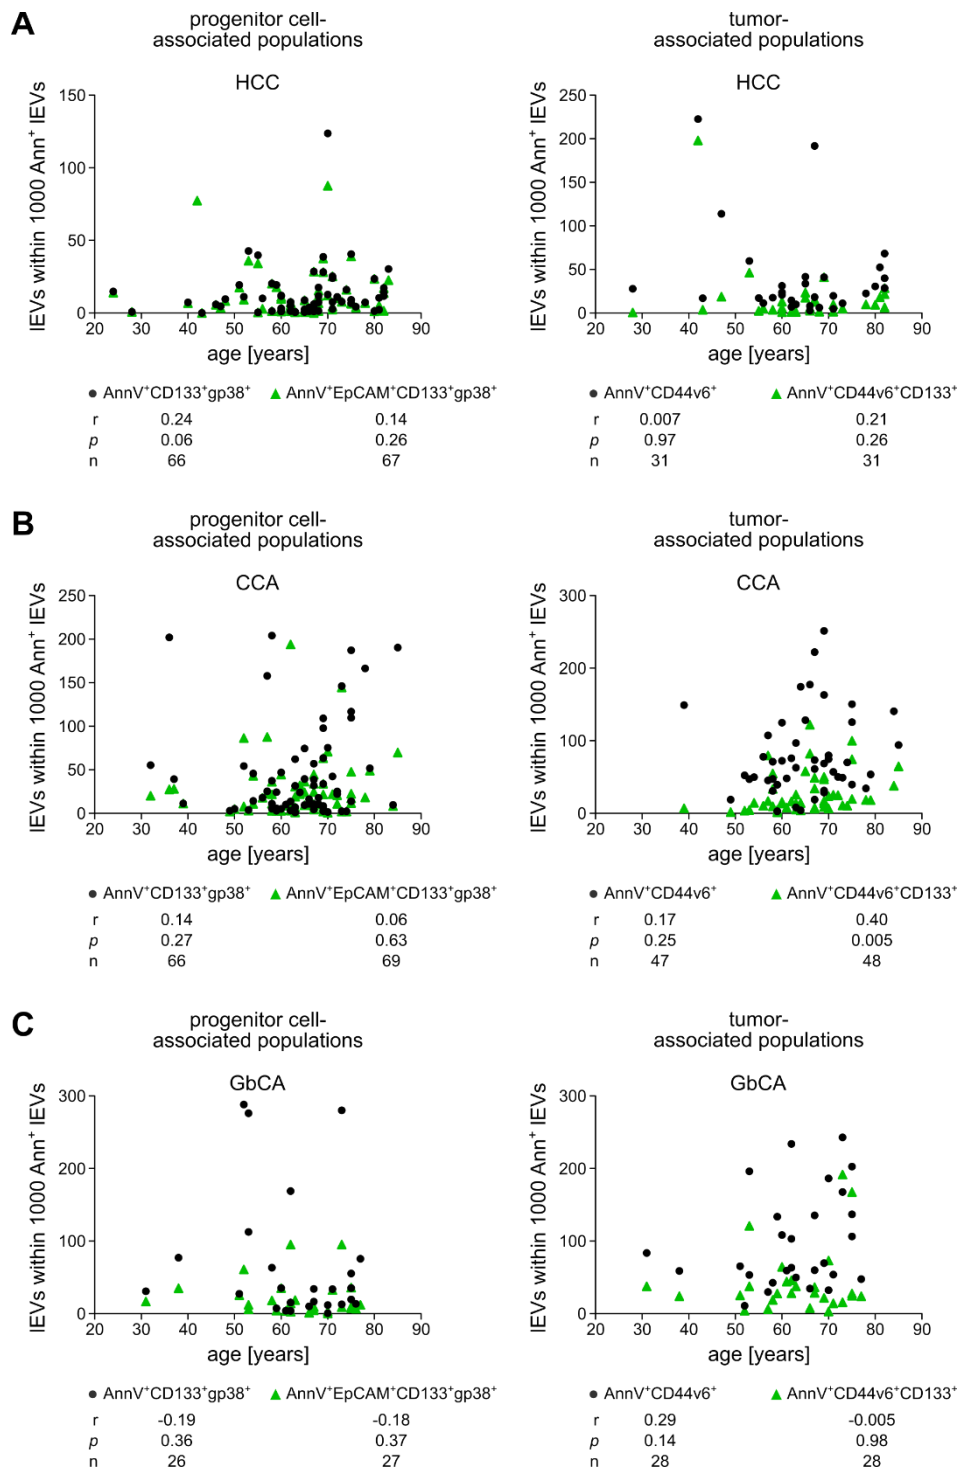 A
progenitor cell-
associated populations
HCC
lEVs within 1000 Ann⁺ lEVs
150
100
50
0
20 30 40 50 60 70 80 90
age [years]
AnnV⁺CD133⁺gp38⁺ AnnV⁺EpCAM⁺CD133⁺gp38⁺
r 0.24 0.14
p 0.06 0.26
n 66 67
tumor-
associated populations
HCC
lEVs within 1000 Ann⁺ lEVs
250
200
150
100
50
0
20 30 40 50 60 70 80 90
age [years]
AnnV⁺CD44v6⁺ AnnV⁺CD44v6⁺CD133⁺
r 0.007 0.21
p 0.97 0.26
n 31 31
B
progenitor cell-
associated populations
CCA
lEVs within 1000 Ann⁺ lEVs
250
200
150
100
50
0
20 30 40 50 60 70 80 90
age [years]
AnnV⁺CD133⁺gp38⁺ AnnV⁺EpCAM⁺CD133⁺gp38⁺
r 0.14 0.06
p 0.27 0.63
n 66 69
tumor-
associated populations
CCA
lEVs within 1000 Ann⁺ lEVs
300
200
100
0
20 30 40 50 60 70 80 90
age [years]
AnnV⁺CD44v6⁺ AnnV⁺CD44v6⁺CD133⁺
r 0.17 0.40
p 0.25 0.005
n 47 48
C
progenitor cell-
associated populations
GbCA
lEVs within 1000 Ann⁺ lEVs
300
200
100
0
20 30 40 50 60 70 80 90
age [years]
AnnV⁺CD133⁺gp38⁺ AnnV⁺EpCAM⁺CD133⁺gp38⁺
r -0.19 -0.18
p 0.36 0.37
n 26 27
tumor-
associated populations
GbCA
lEVs within 1000 Ann⁺ lEVs
300
200
100
0
20 30 40 50 60 70 80 90
age [years]
AnnV⁺CD44v6⁺ AnnV⁺CD44v6⁺CD133⁺
r 0.29 -0.005
p 0.14 0.98
n 28 28